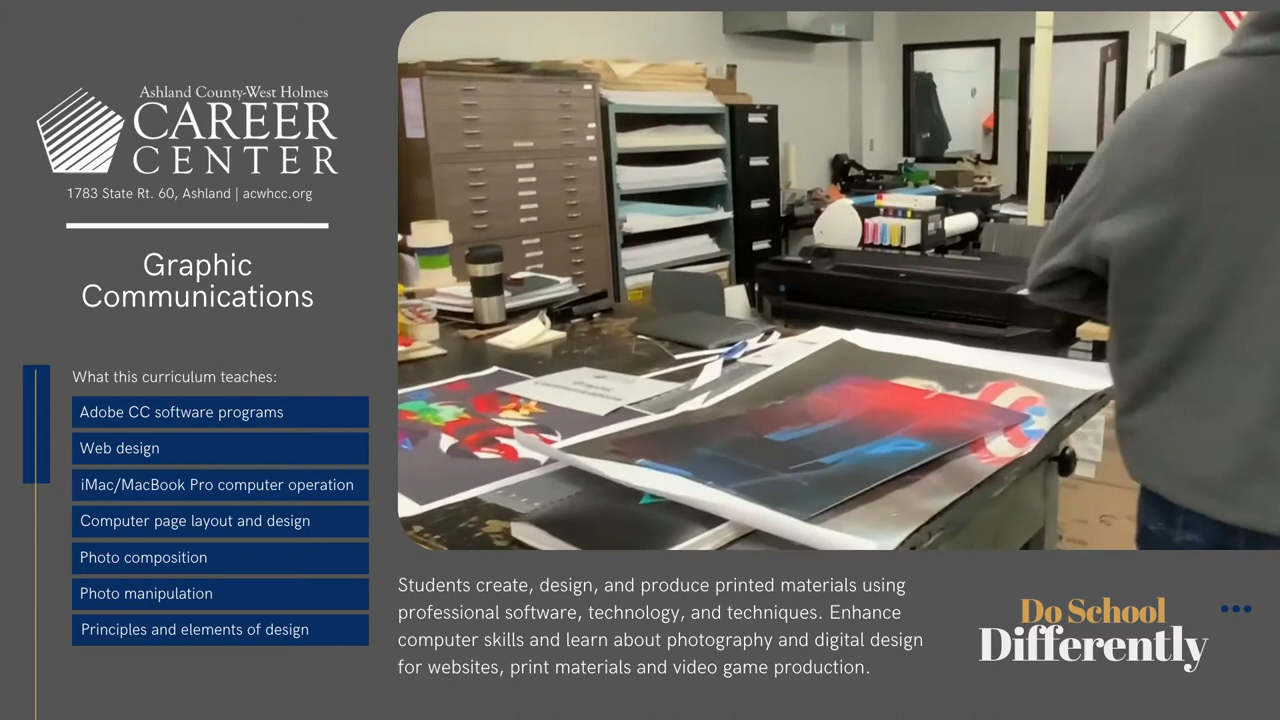 Ashland County-West Holmes
CAREER
CENTER
1783 State Rt. 60, Ashland | acwhcc.org
Graphic
Communications
What this curriculum teaches:
Adobe CC software programs
Web design
iMac/MacBook Pro computer operation
Computer page layout and design
Photo composition
Photo manipulation
Principles and elements of design
Graphic
Communications
Students create, design, and produce printed materials using
professional software, technology, and techniques. Enhance
computer skills and learn about photography and digital design
for websites, print materials and video game production.
Do School
Differently